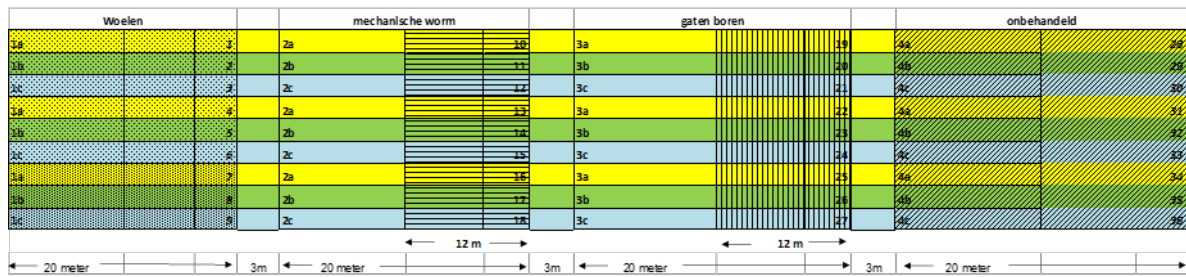 Woelen mechanlsche worm gaten boren onbehandeld
1a 1 2a 10 3a 19 4a 28
1b 2 2b 11 3b 20 4b 29
1c 3 2c 12 3c 21 4c 30
1a 4 2a 13 3a 22 4a 31
1b 5 2b 14 3b 23 4b 32
1c 6 2c 15 3c 24 4c 33
1a 7 2a 16 3a 25 4a 34
1b 8 2b 17 3b 26 4b 35
1c 9 2c 18 3c 27 4c 36
12 m 12 m
20 meter 3m 20 meter 3m 20 meter 3m 20 meter